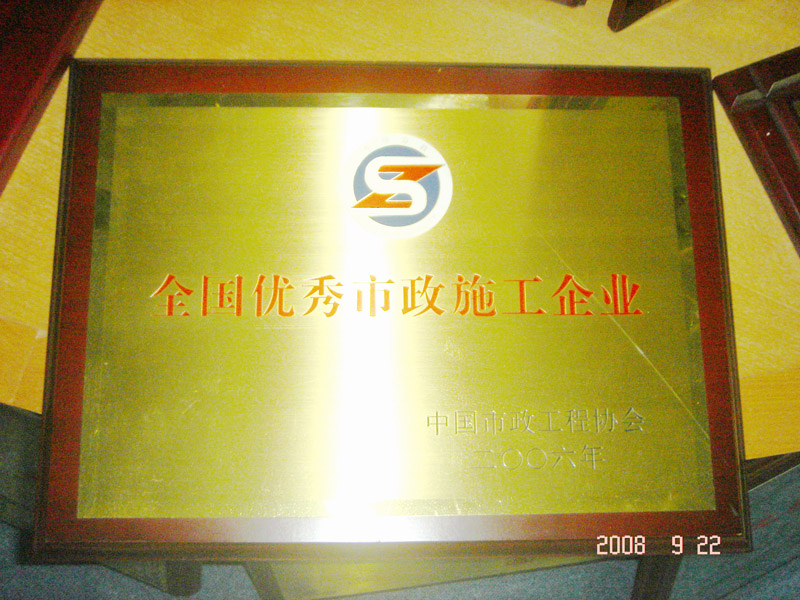 全国优秀市政施工企业
中国市政工程协会
二〇〇六年
2008 9 22